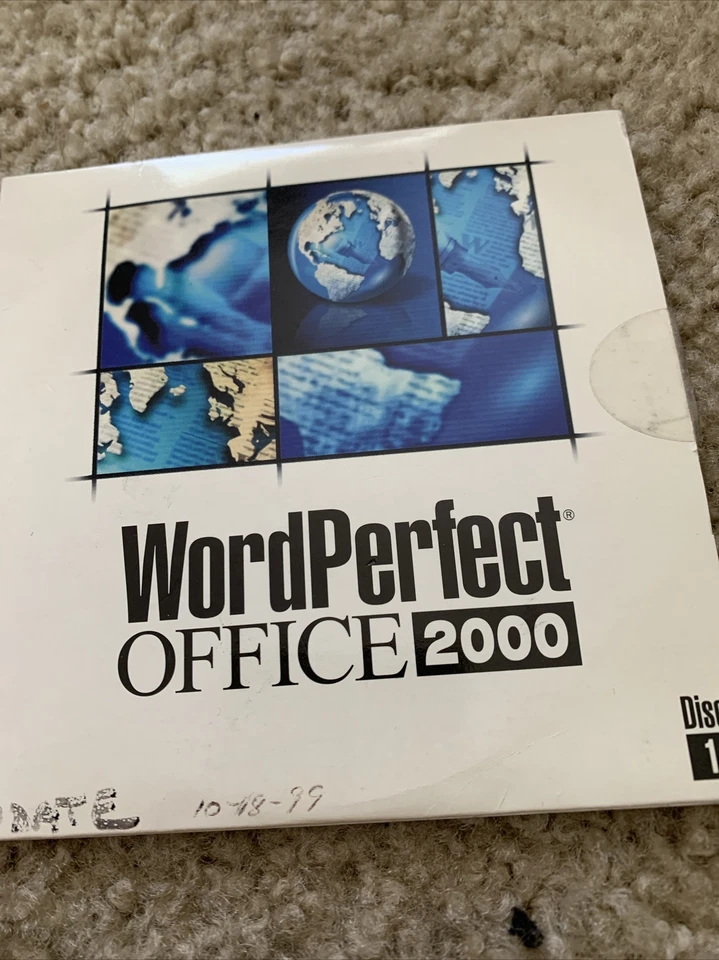 WordPerfect®
OFFICE 2000
Disc
1
DATE 10-18-99